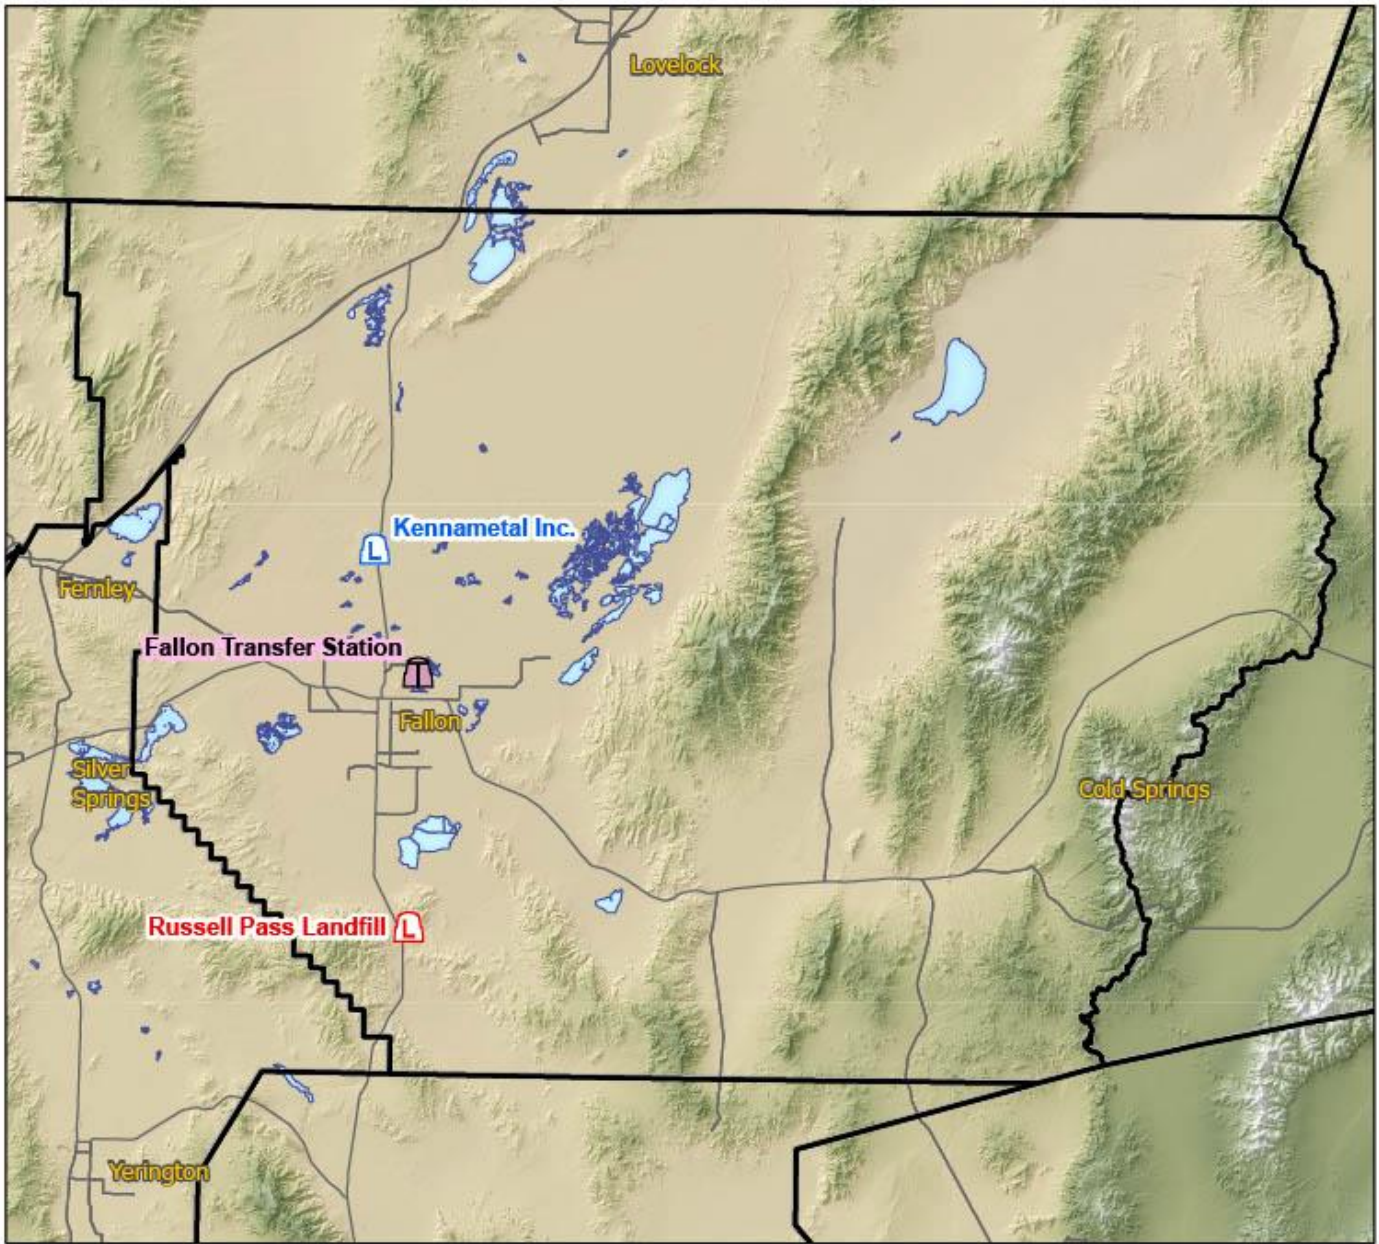 Lovelock
Kennametal Inc.
L
Fernley
Fallon Transfer Station
T
Fallon
Silver
Springs
Cold Springs
Russell Pass Landfill
L
Yerington